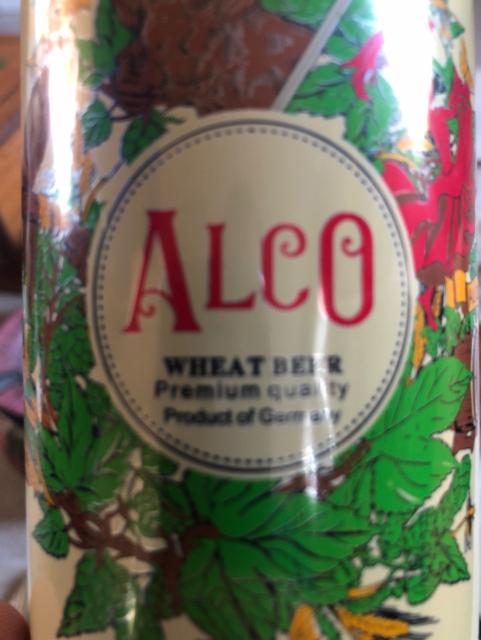 ALCO
WHEAT BEER
Premium quality
Product of Germany